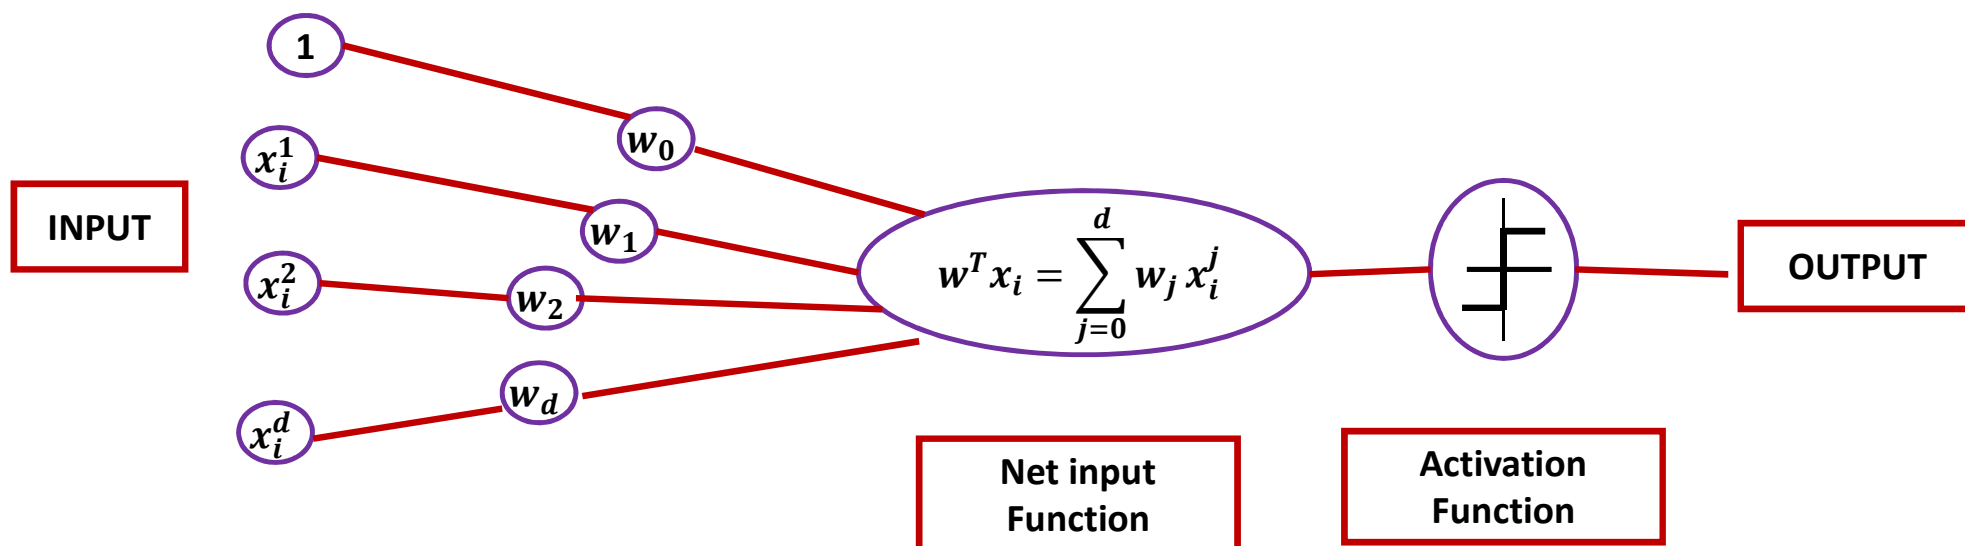 INPUT
1
x_i^1
x_i^2
x_i^d
w_0
w_1
w_2
w_d
w^T x_i = \sum_{j=0}^{d} w_j x_i^j
OUTPUT
Net input
Function
Activation
Function